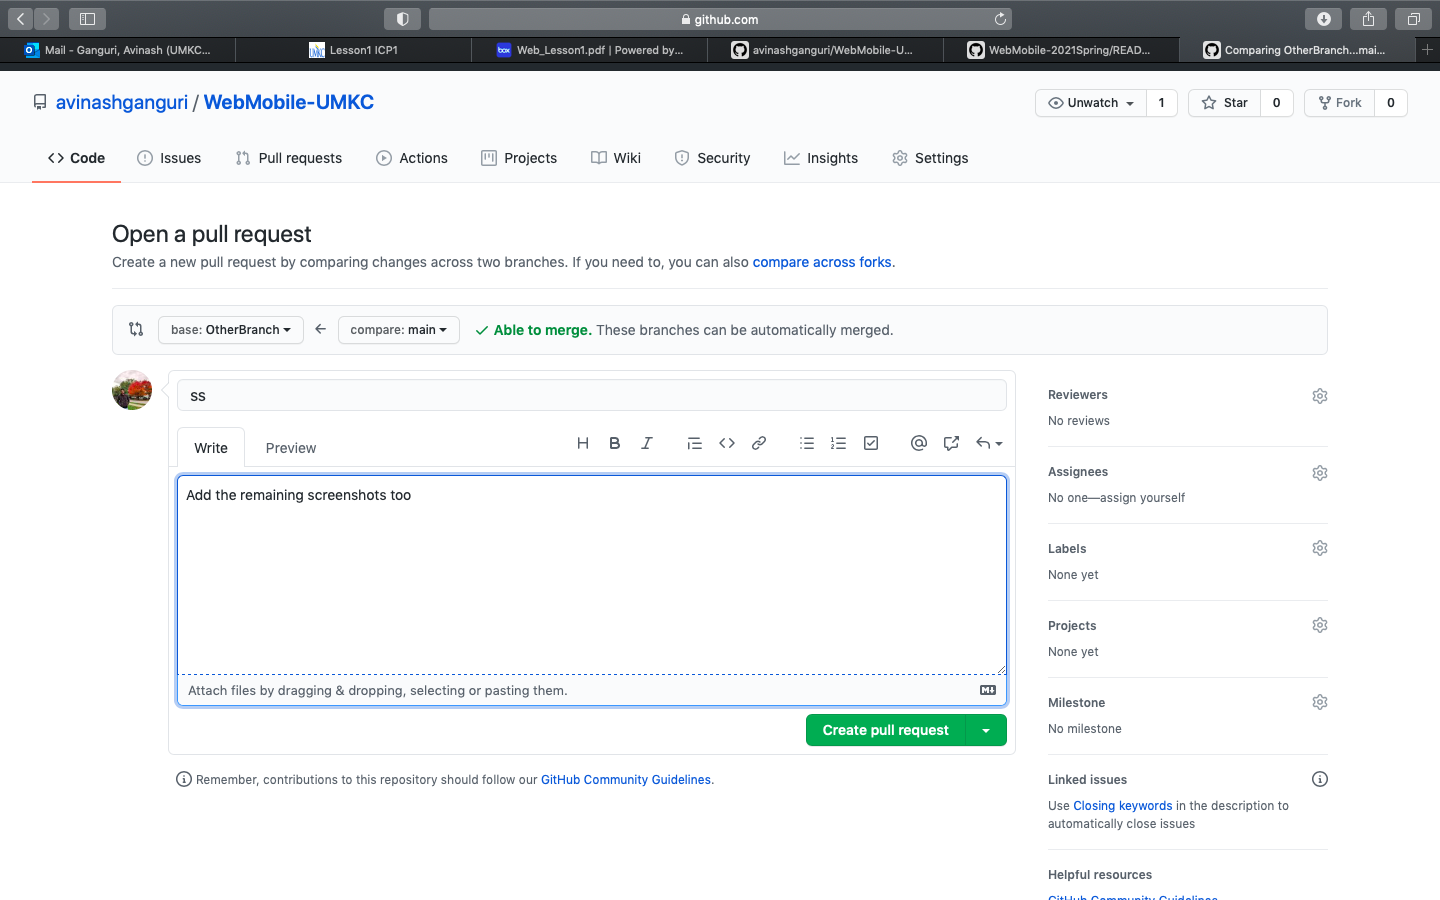 github.com
Mail - Ganguri, Avinash (UMKC...
Lesson1 ICP1
box Web_Lesson1.pdf | Powered by...
avinashganguri/WebMobile-U...
WebMobile-2021Spring/READ...
Comparing OtherBranch...mai...
avinashganguri / WebMobile-UMKC
Unwatch 1
Star 0
Fork 0
Code
Issues
Pull requests
Actions
Projects
Wiki
Security
Insights
Settings
Open a pull request
Create a new pull request by comparing changes across two branches. If you need to, you can also compare across forks.
base: OtherBranch
compare: main
Able to merge. These branches can be automatically merged.
ss
Write
Preview
H B I
Add the remaining screenshots too
Attach files by dragging & dropping, selecting or pasting them.
Create pull request
Remember, contributions to this repository should follow our GitHub Community Guidelines.
Reviewers
No reviews
Assignees
No one—assign yourself
Labels
None yet
Projects
None yet
Milestone
No milestone
Linked issues
Use Closing keywords in the description to
automatically close issues
Helpful resources
GitHub Community Guidelines